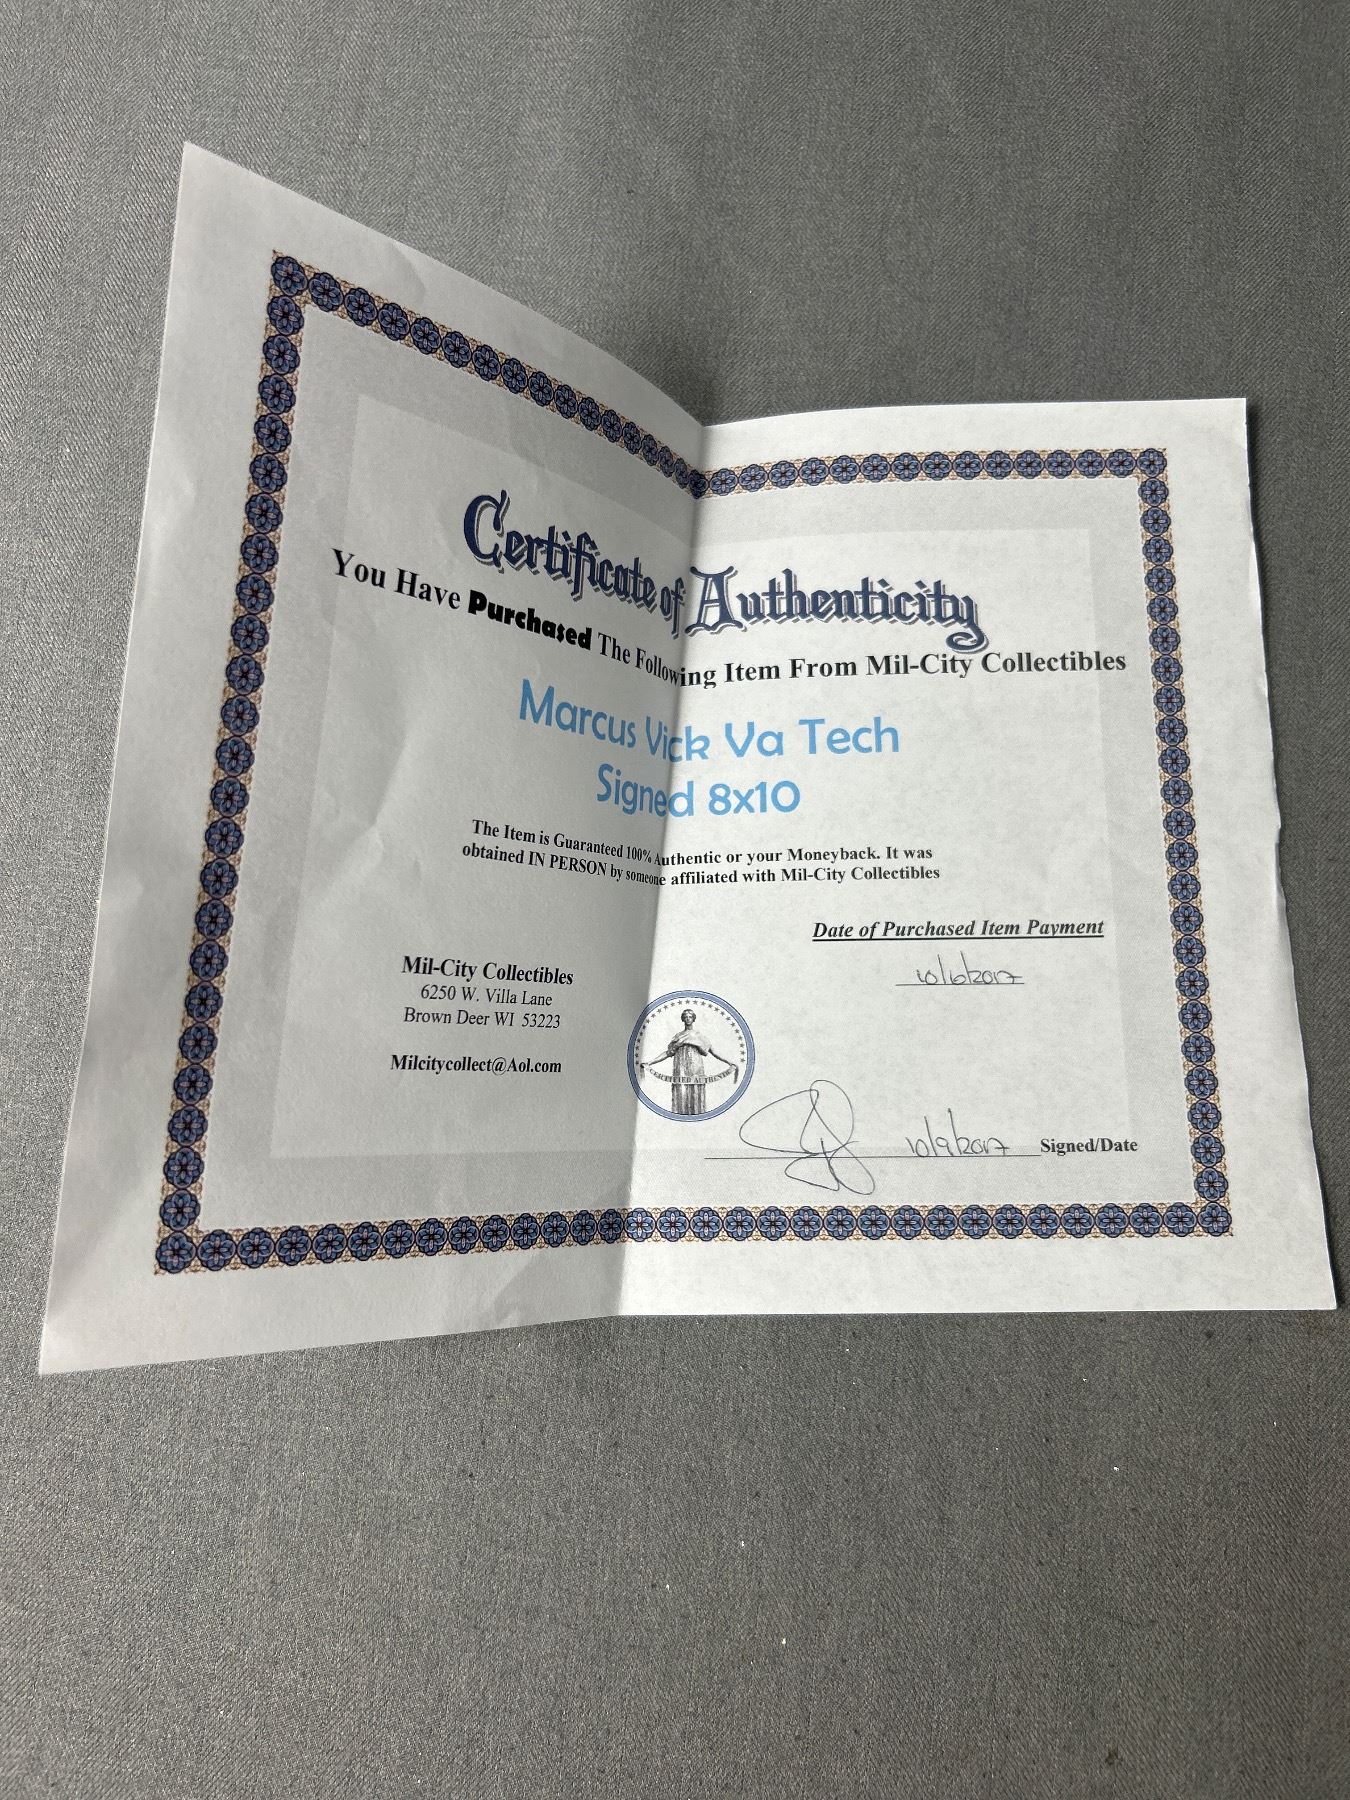 Certificate of Authenticity
You Have Purchased The Following Item From Mil-City Collectibles
Marcus Vick Va Tech
Signed 8x10
The Item is Guaranteed 100% Authentic or your Moneyback. It was
obtained IN PERSON by someone affiliated with Mil-City Collectibles
Date of Purchased Item Payment
Mil-City Collectibles
6250 W. Villa Lane
Brown Deer WI 53223
Milcitycollect@Aol.com
CERTIFIED AUTHENTIC
10/9/2017 Signed/Date